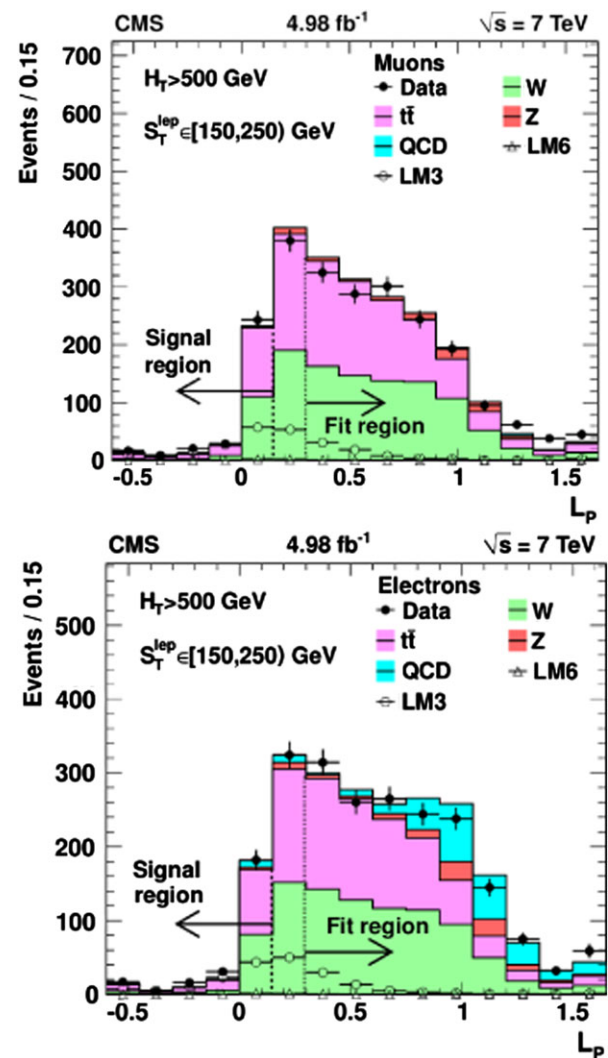 CMS 4.98 fb⁻¹ √s = 7 TeV
Events / 0.15
700
600
500
400
300
200
100
0
H_T>500 GeV
S_T^lep∈[150,250) GeV
Muons
Data
W
tt̄
Z
QCD
LM6
LM3
Signal
region
Fit region
-0.5 0 0.5 1 1.5
L_P
CMS 4.98 fb⁻¹ √s = 7 TeV
Events / 0.15
500
400
300
200
100
0
H_T>500 GeV
S_T^lep∈[150,250) GeV
Electrons
Data
W
tt̄
Z
QCD
LM6
LM3
Signal
region
Fit region
-0.5 0 0.5 1 1.5
L_P